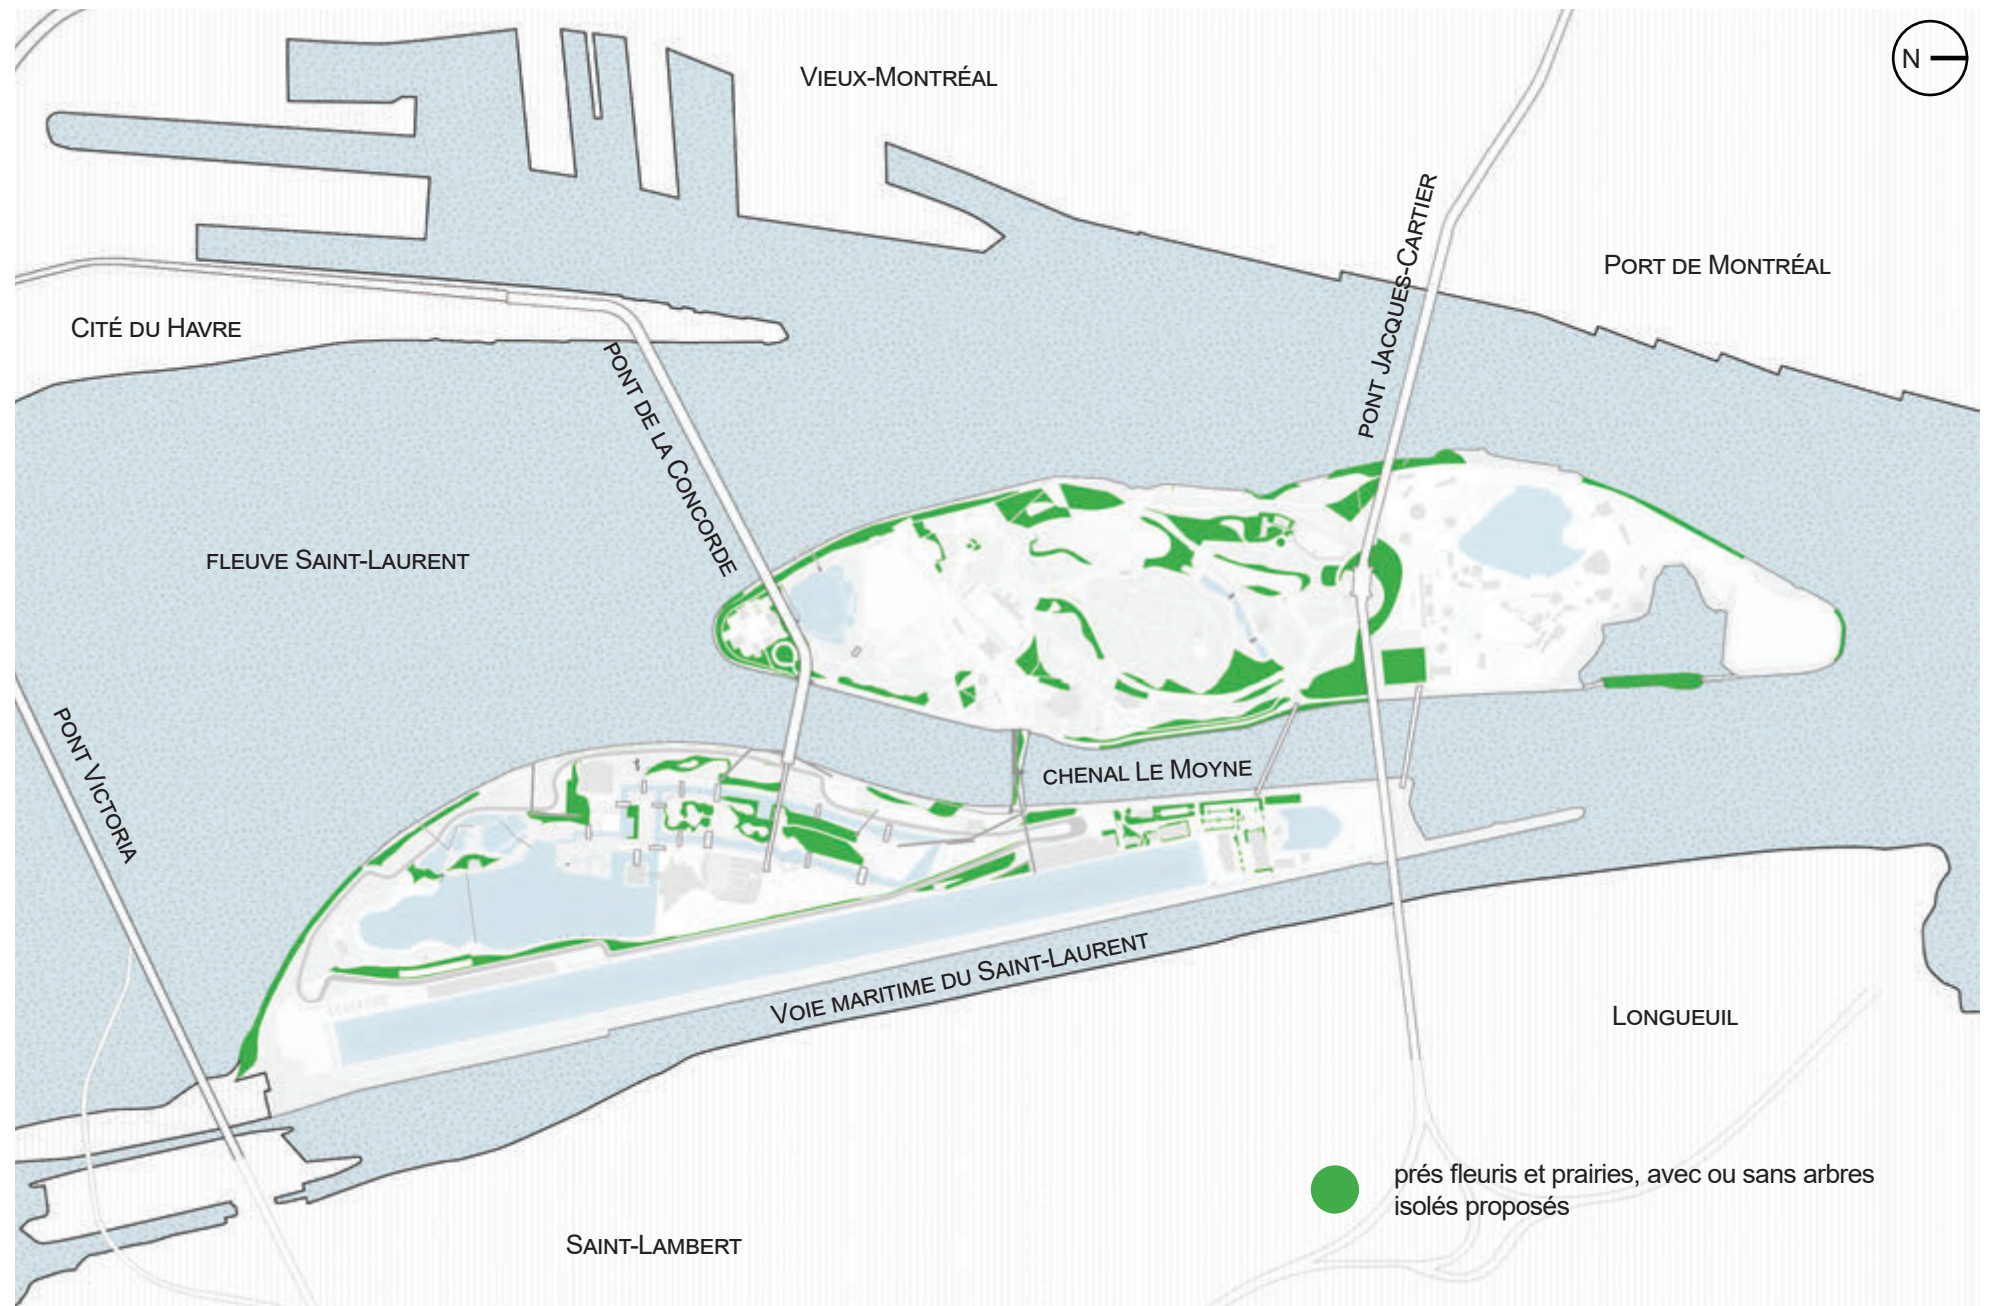 VIEUX-MONTRÉAL
N
PORT DE MONTRÉAL
CITÉ DU HAVRE
PONT JACQUES-CARTIER
PONT DE LA CONCORDE
FLEUVE SAINT-LAURENT
PONT VICTORIA
CHENAL LE MOYNE
VOIE MARITIME DU SAINT-LAURENT
LONGUEUIL
prés fleuris et prairies, avec ou sans arbres
isolés proposés
SAINT-LAMBERT